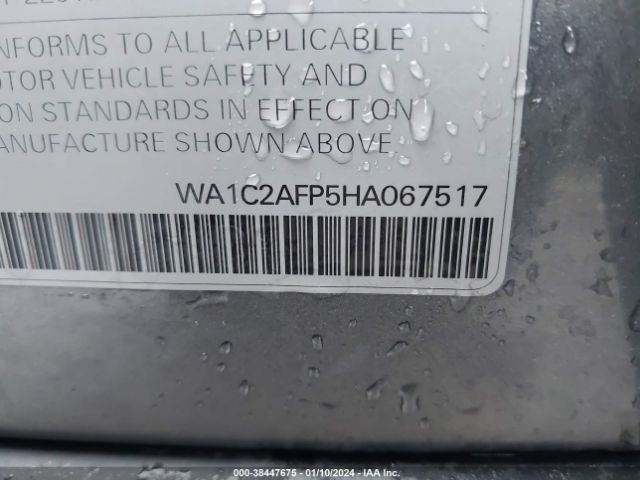 NFORMS TO ALL APPLICABLE
OTOR VEHICLE SAFETY AND
ON STANDARDS IN EFFECT ON
ANUFACTURE SHOWN ABOVE.
WA1C2AFP5HA067517
000-38447675 - 01/10/2024 - IAA Inc.